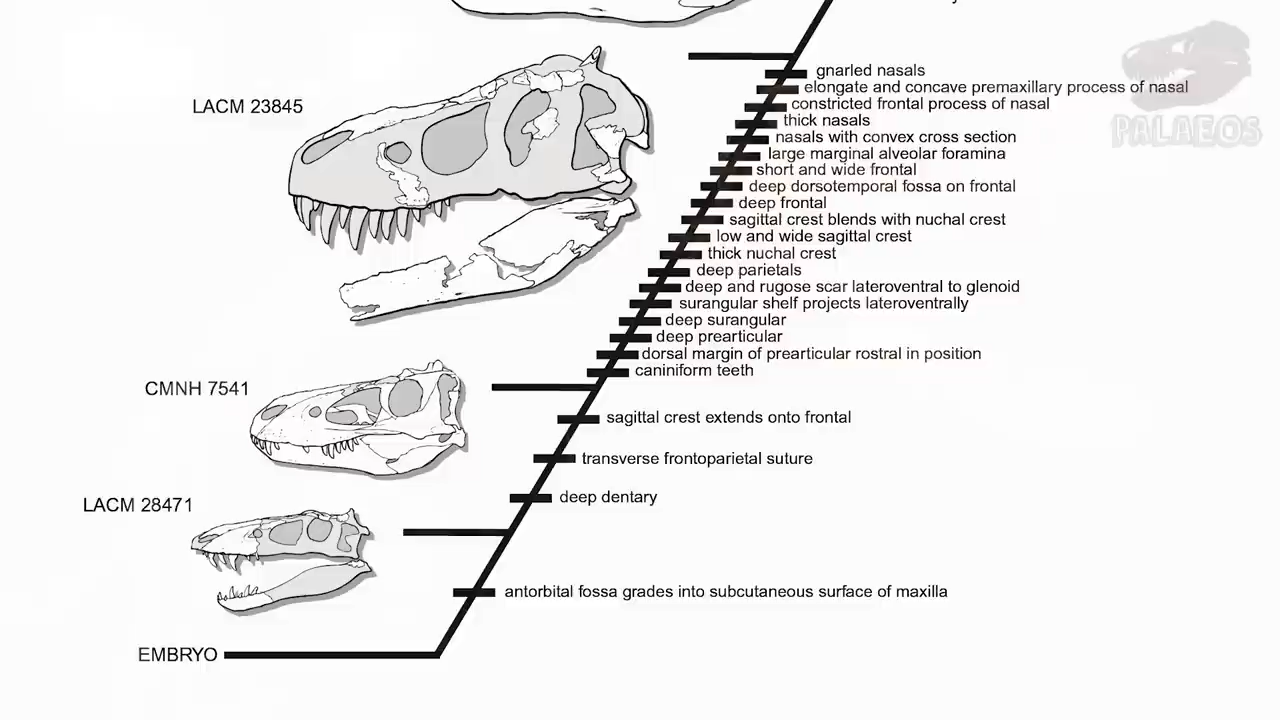 PALAEOS
gnarled nasals
elongate and concave premaxillary process of nasal
LACM 23845
constricted frontal process of nasal
thick nasals
nasals with convex cross section
large marginal alveolar foramina
short and wide frontal
deep dorsotemporal fossa on frontal
deep frontal
sagittal crest blends with nuchal crest
low and wide sagittal crest
thick nuchal crest
deep parietals
deep and rugose scar lateroventral to glenoid
surangular shelf projects lateroventrally
deep surangular
deep prearticular
dorsal margin of prearticular rostral in position
caniniform teeth
CMNH 7541
sagittal crest extends onto frontal
transverse frontoparietal suture
deep dentary
LACM 28471
antorbital fossa grades into subcutaneous surface of maxilla
EMBRYO